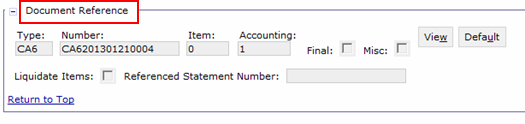 Document Reference
Type: Number: Item: Accounting:
CA6 CA6201301210004 0 1 Final: Misc: View Default
Liquidate Items: Referenced Statement Number:
Return to Top